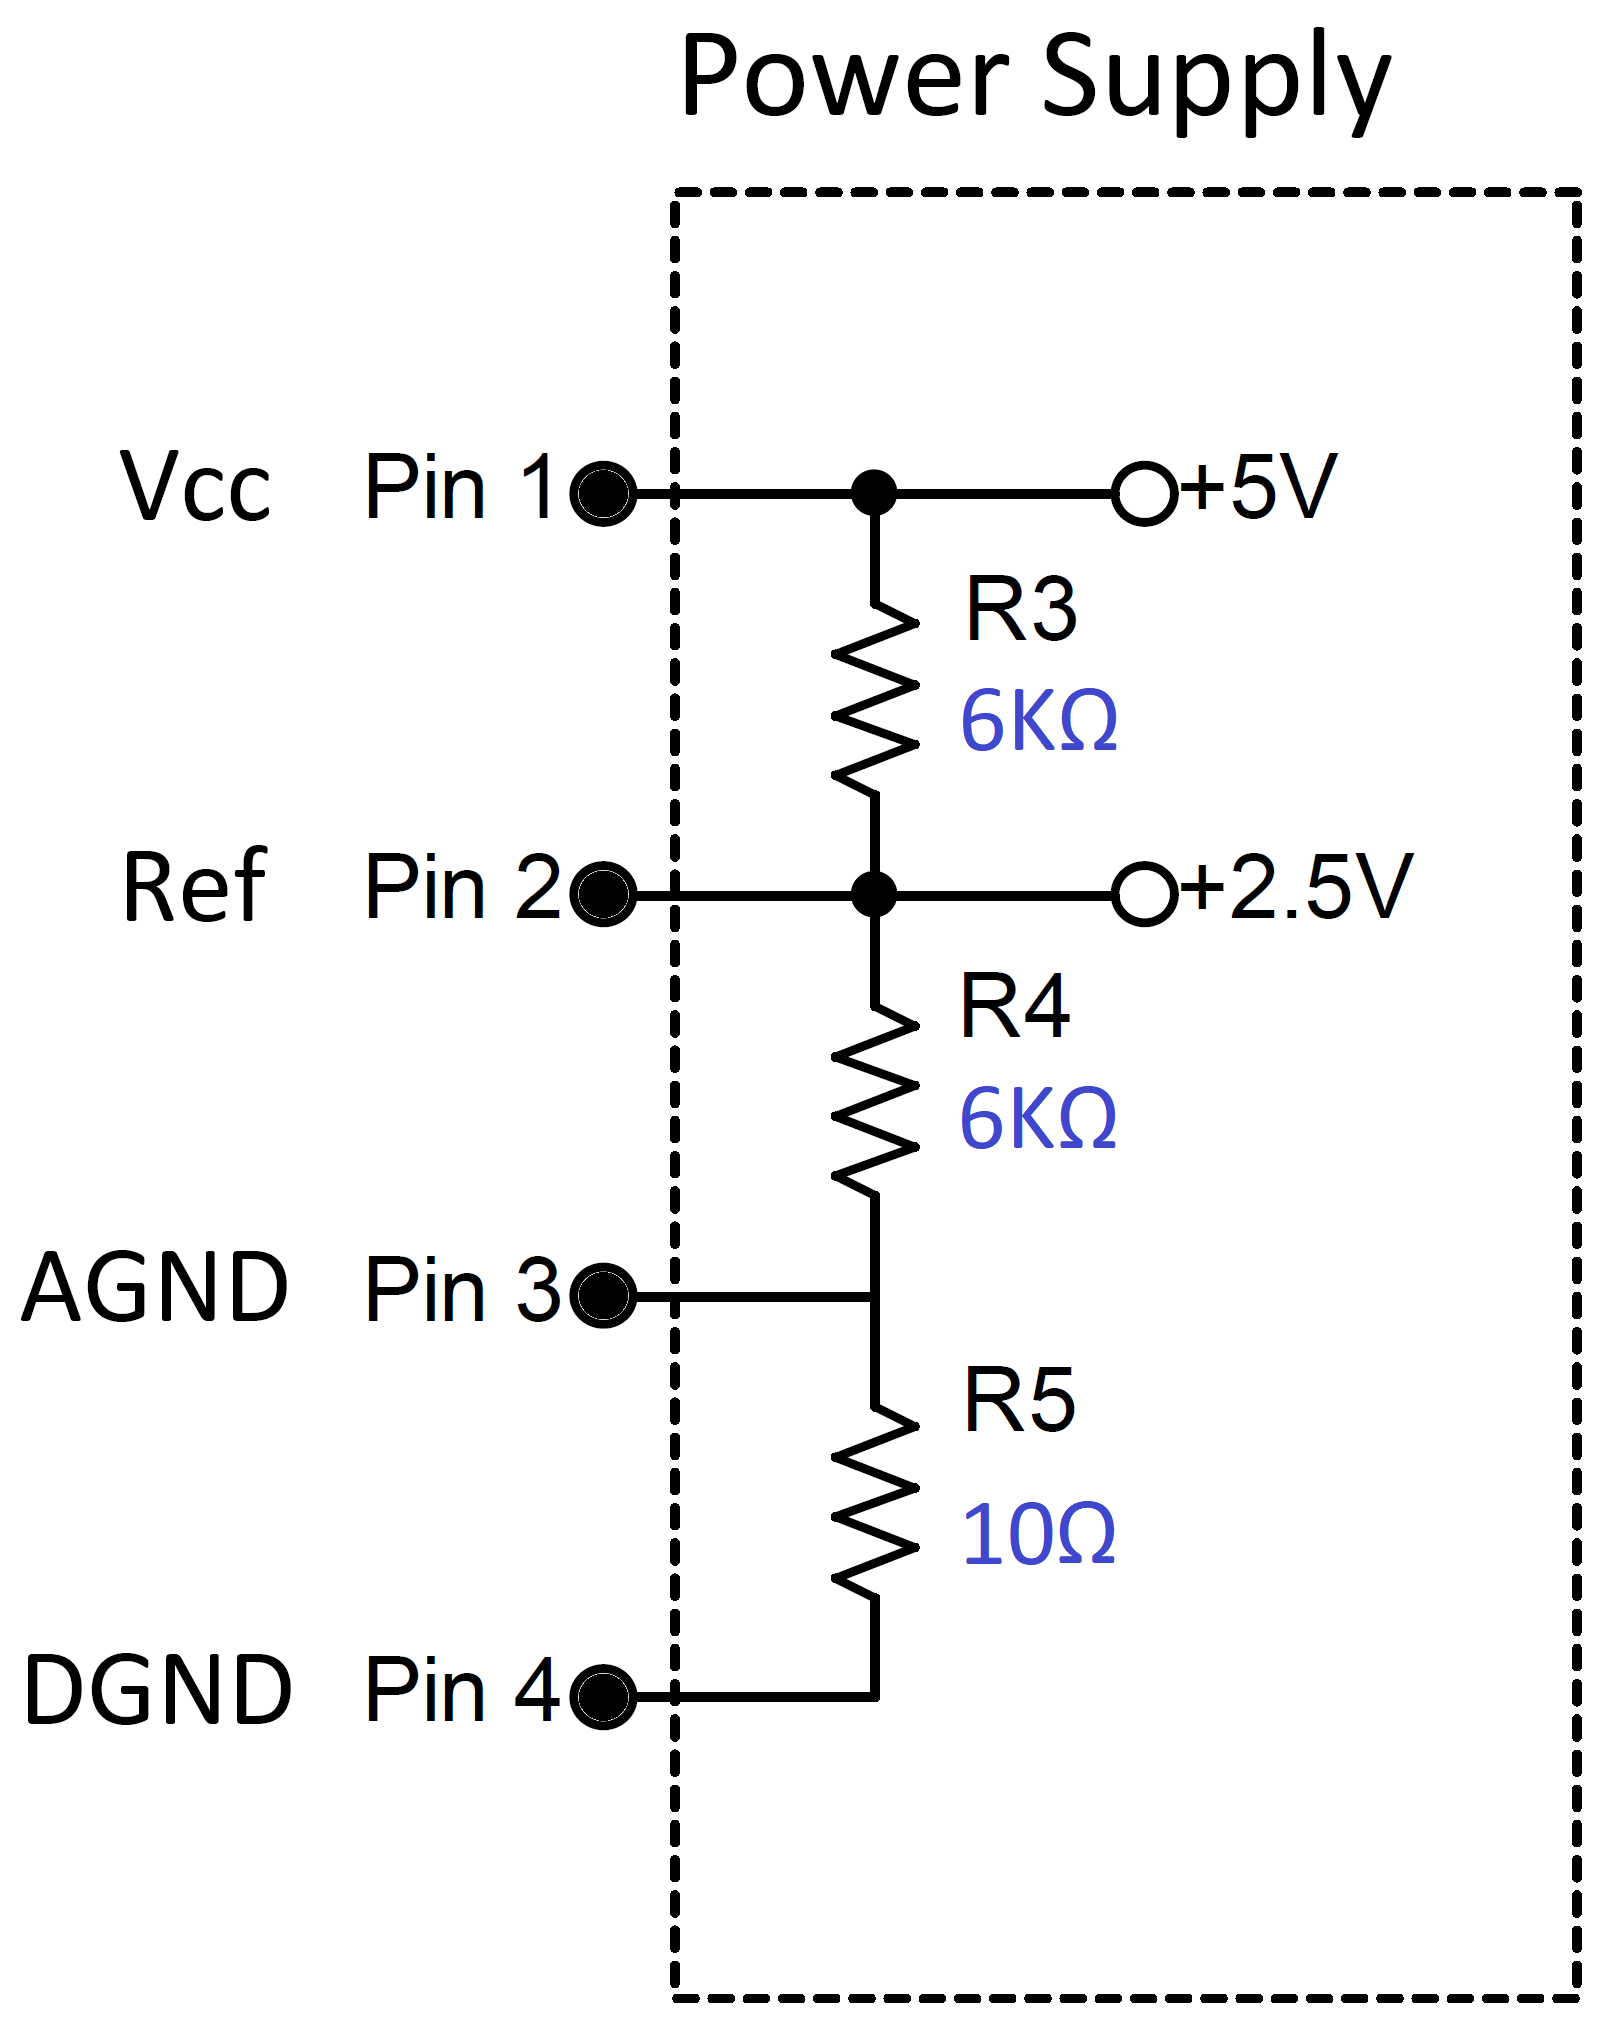 Power Supply
Vcc Pin 1 +5V
R3
6KΩ
Ref Pin 2 +2.5V
R4
6KΩ
AGND Pin 3
R5
10Ω
DGND Pin 4